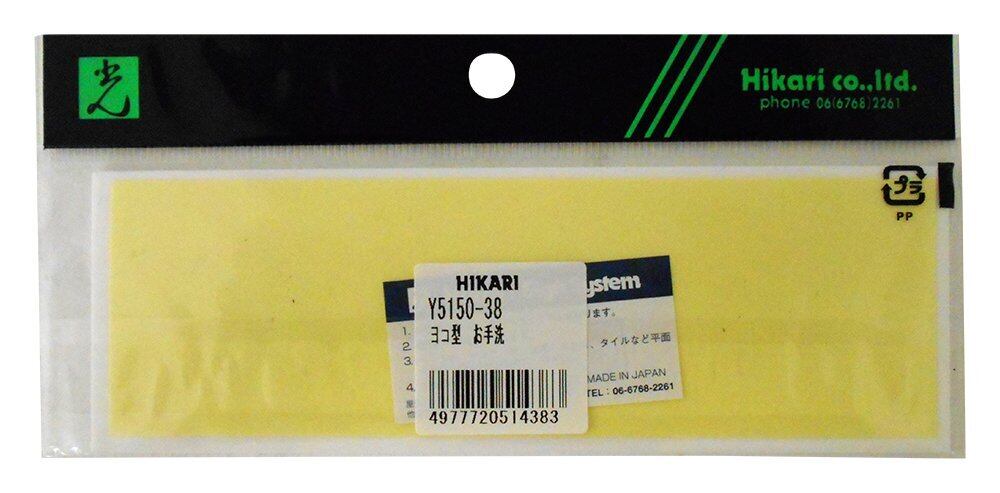 光
Hikari co.,ltd.
phone 06(6768)2261
プラ
PP
HIKARI
Y5150-38
ヨコ型 お手洗
4977720514383
ystem
ります。
1.
2.
、タイルなど平面
3.
MADE IN JAPAN
4.
TEL：06-6768-2261